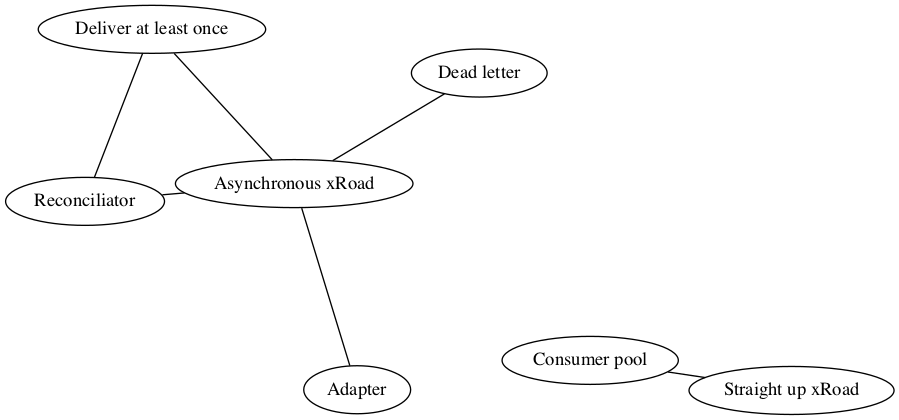 Deliver at least once
Dead letter
Asynchronous xRoad
Reconciliator
Consumer pool
Adapter
Straight up xRoad